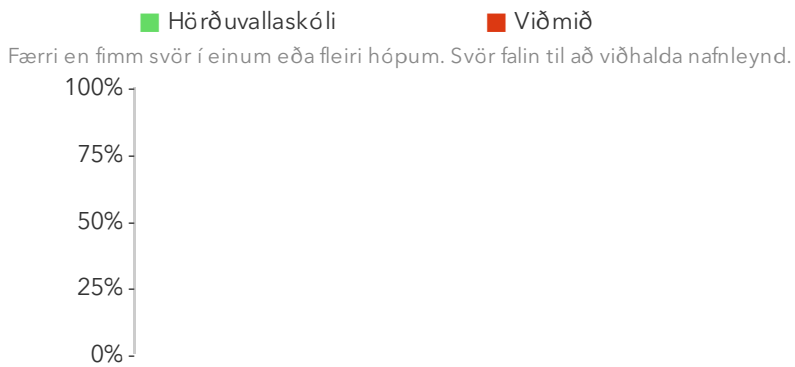 Hörðuvallaskóli Viðmið
Færri en fimm svör í einum eða fleiri hópum. Svör falin til að viðhalda nafnleynd.
100%
75%
50%
25%
0%